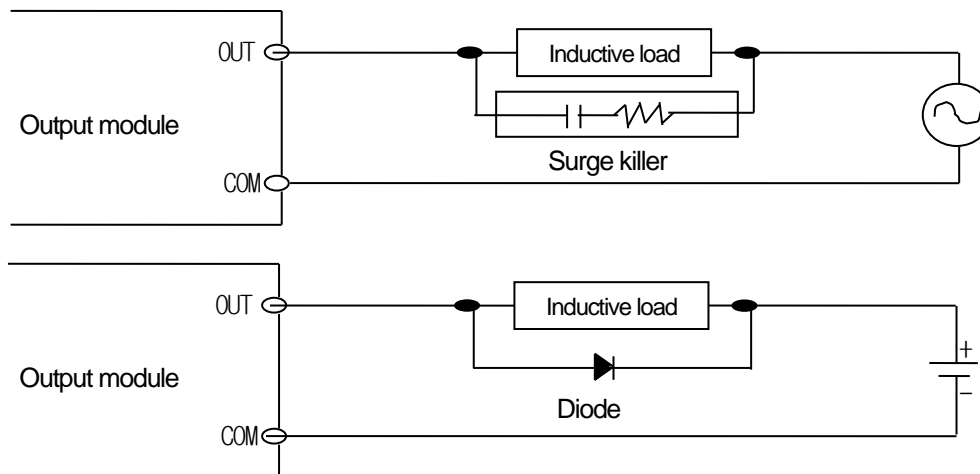 OUT
Inductive load
Output module
Surge killer
COM
OUT
Inductive load
+
Output module
−
Diode
COM